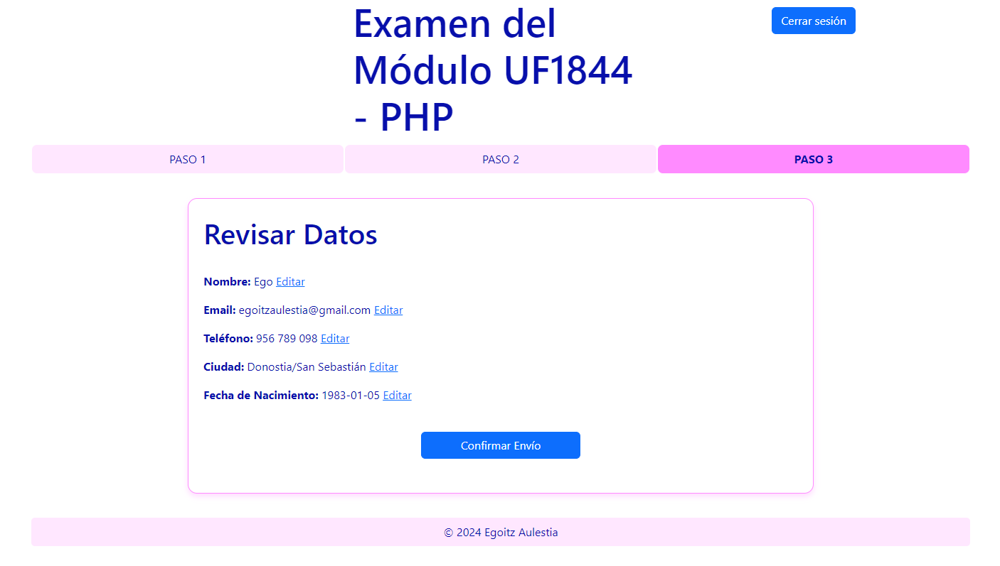 Examen del
Módulo UF1844
- PHP
Cerrar sesión
PASO 1
PASO 2
PASO 3
Revisar Datos
Nombre: Ego Editar
Email: egoitzaulestia@gmail.com Editar
Teléfono: 956 789 098 Editar
Ciudad: Donostia/San Sebastián Editar
Fecha de Nacimiento: 1983-01-05 Editar
Confirmar Envío
© 2024 Egoitz Aulestia